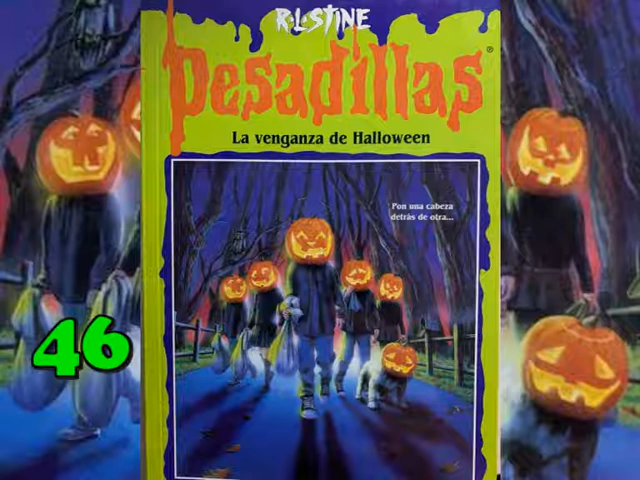 R.L. STINE
Pesadillas®
La venganza de Halloween
Pon una cabeza
detrás de otra...
46